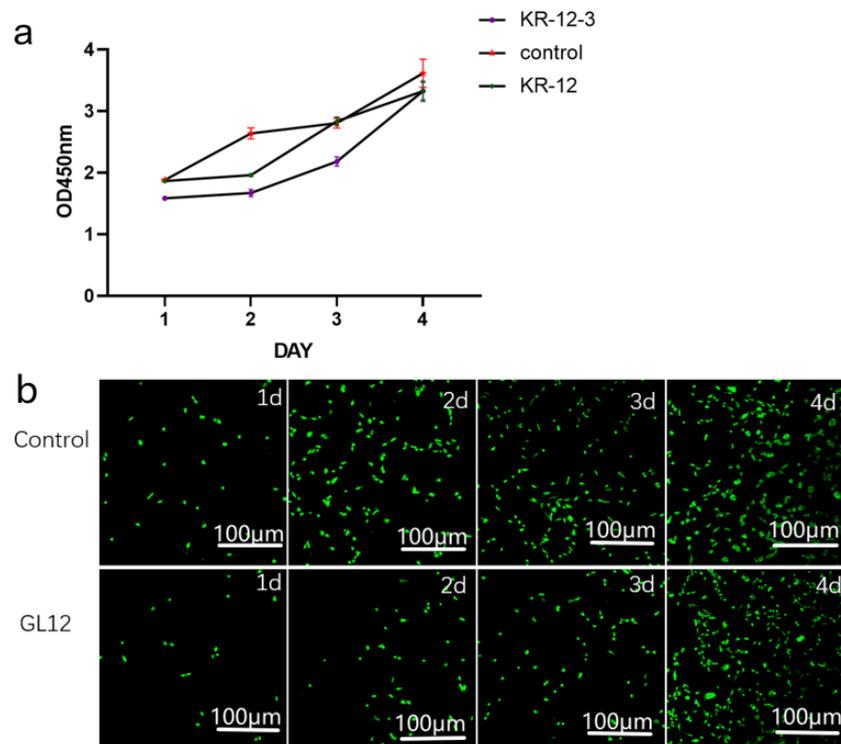 a
KR-12-3
control
KR-12
4
3
2
1
0
OD450nm
1 2 3 4
DAY
b
Control
1d 2d 3d 4d
100μm 100μm 100μm 100μm
GL12
1d 2d 3d 4d
100μm 100μm 100μm 100μm